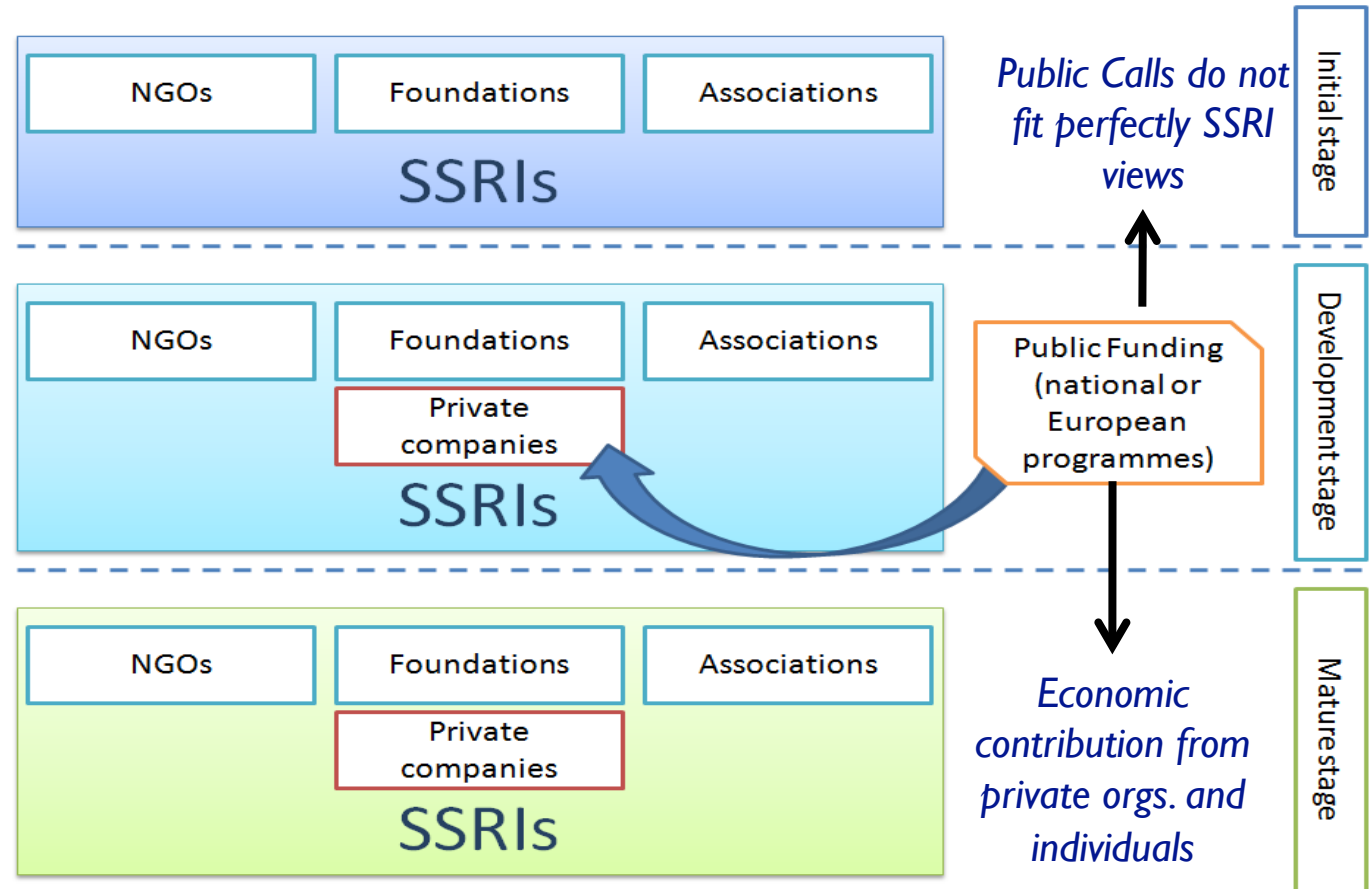 NGOs
Foundations
Associations
SSRIs
Public Calls do not
fit perfectly SSRI
views
Initial stage
NGOs
Foundations
Associations
Private
companies
SSRIs
Public Funding
(national or
European
programmes)
Development stage
NGOs
Foundations
Associations
Private
companies
SSRIs
Economic
contribution from
private orgs. and
individuals
Mature stage